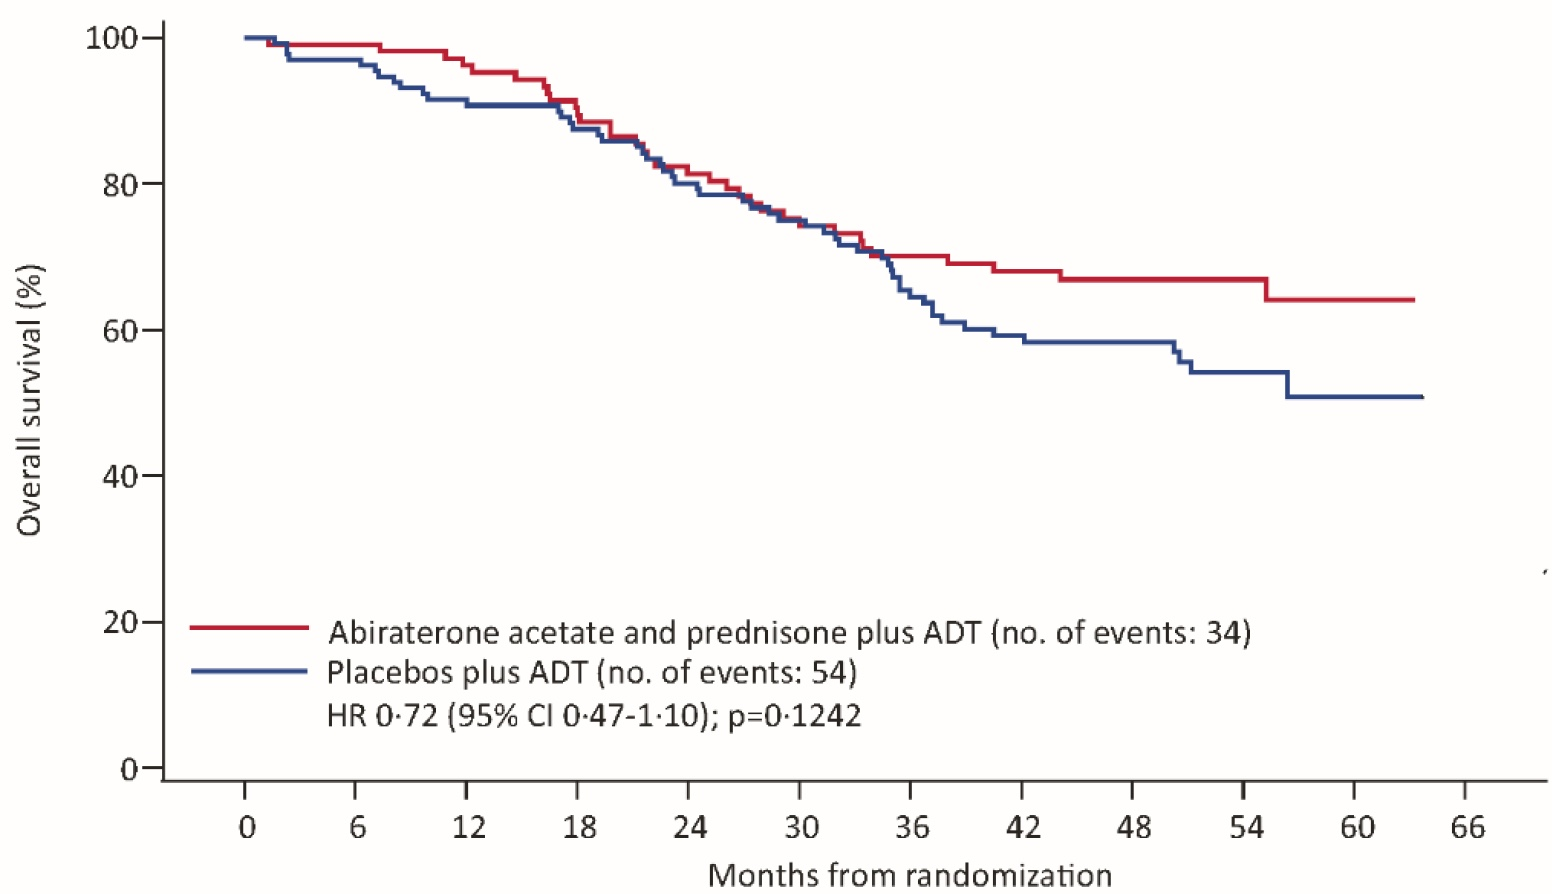 100
80
60
40
20
0
Overall survival (%)
Abiraterone acetate and prednisone plus ADT (no. of events: 34)
Placebos plus ADT (no. of events: 54)
HR 0·72 (95% CI 0·47-1·10); p=0·1242
0 6 12 18 24 30 36 42 48 54 60 66
Months from randomization